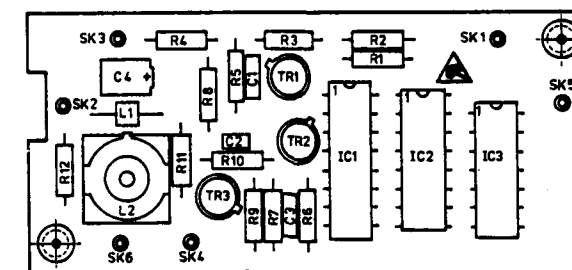 SK3
R4
R3
R2
SK1
R1
C4 +
R8
R5
C1
TR1
SK5
SK2
L1
1
1
1
C2
TR2
R12
R11
R10
IC1
IC2
IC3
TR3
L2
R9
R7
C3
R6
SK6
SK4